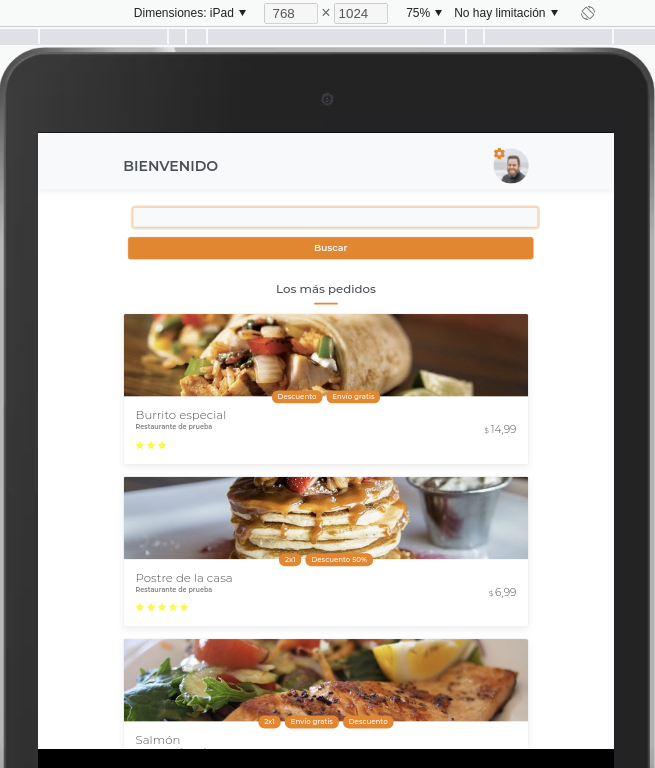 Dimensiones: iPad ▼ 768 × 1024 75% ▼ No hay limitación ▼
BIENVENIDO
Buscar
Los más pedidos
Descuento Envío gratis
Burrito especial
Restaurante de prueba
$ 14,99
2x1 Descuento 50%
Postre de la casa
Restaurante de prueba
$ 6,99
2x1 Envío gratis Descuento
Salmón